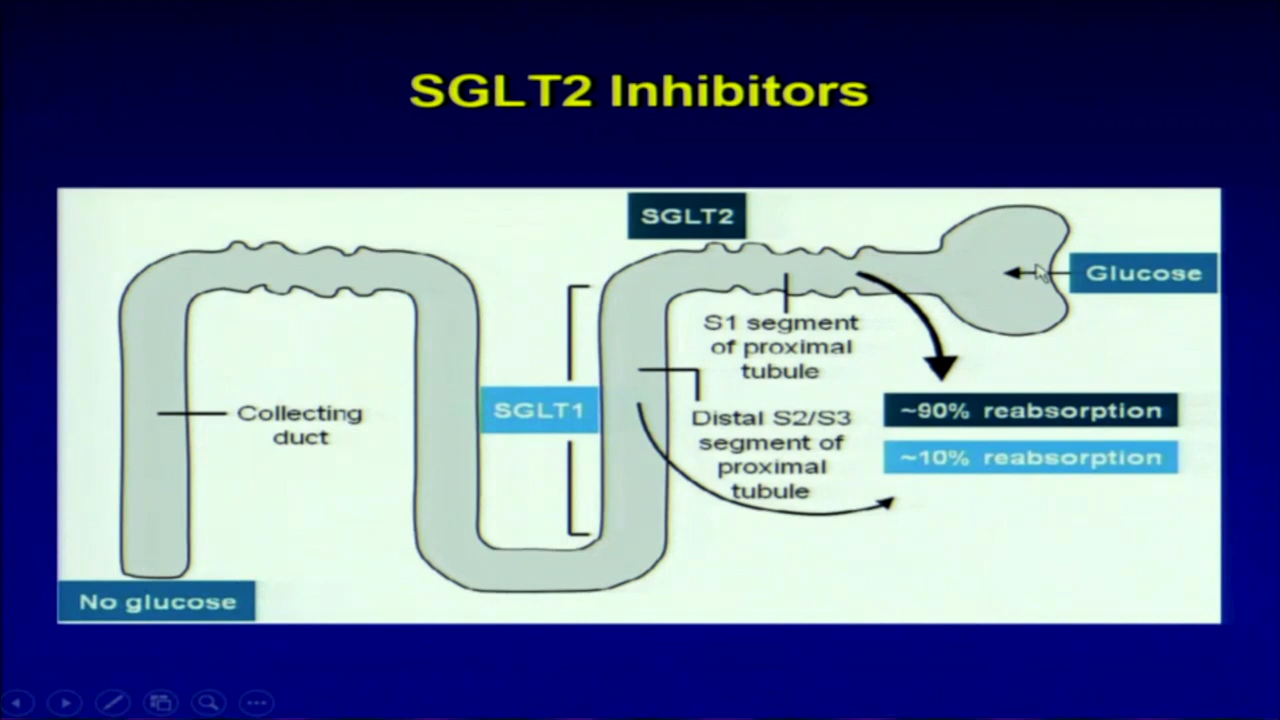 SGLT2 Inhibitors
SGLT2
Glucose
S1 segment
of proximal
tubule
SGLT1
Collecting
duct
Distal S2/S3
segment of
proximal
tubule
~90% reabsorption
~10% reabsorption
No glucose